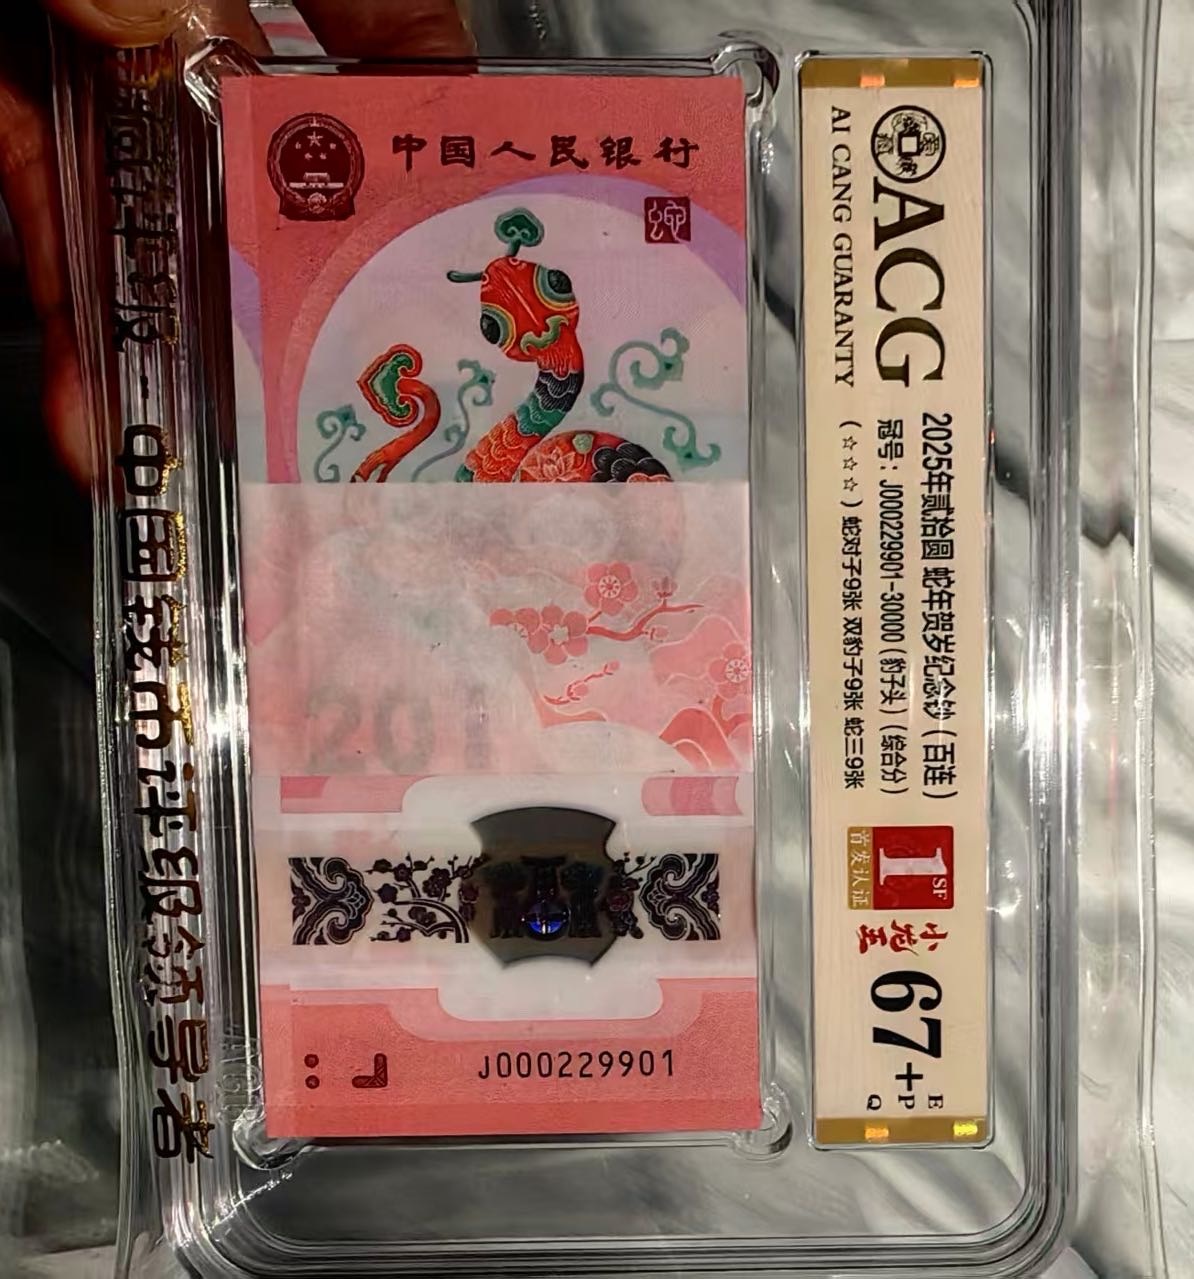 中国人民银行
蛇
J000229901
ACG
AI CANG GUARANTY
2025年贰拾圆 蛇年贺岁纪念钞(百连)
冠号:J000229901-30000(豹子头)(综合分)
(☆☆☆)蛇对子9张 双豹子9张 蛇三9张
1
SF
首发认证
小龙王
67+
E
P
Q
中国钱币评级领导者